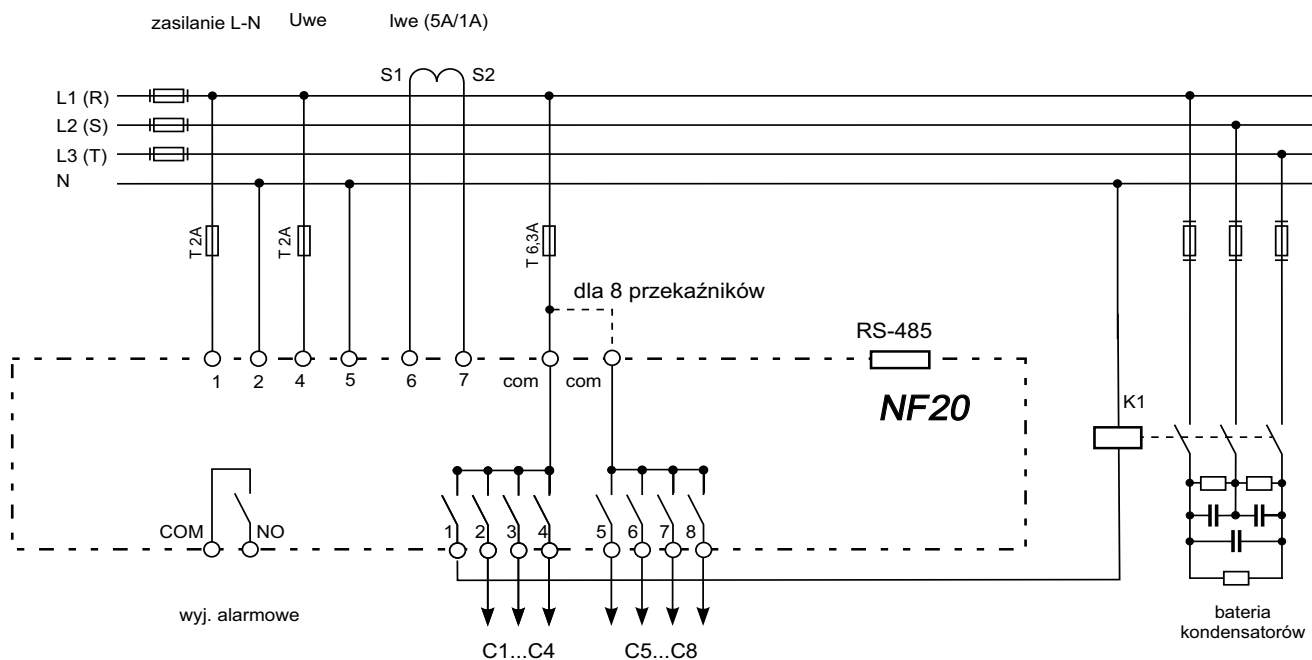 zasilanie L-N Uwe Iwe (5A/1A)
S1 S2
L1 (R)
L2 (S)
L3 (T)
N
T 2A T 2A T 6,3A
dla 8 przekaźników
RS-485
1 2 4 5 6 7 com com
NF20
K1
COM NO 1 2 3 4 5 6 7 8
wyj. alarmowe
C1...C4 C5...C8
bateria
kondensatorów